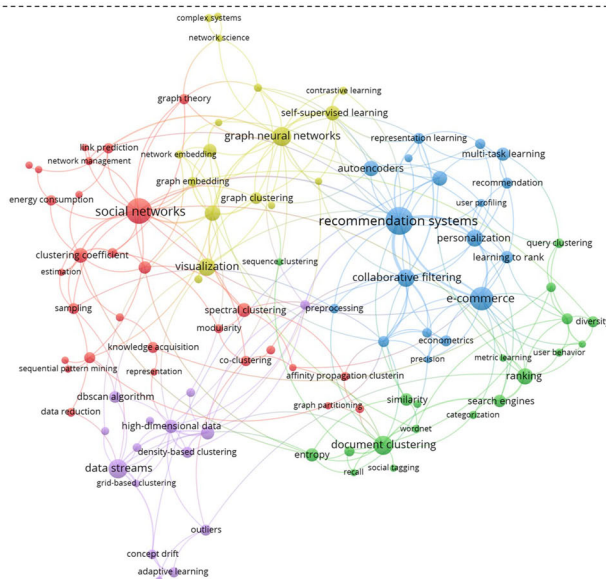 complex systems
network science
contrastive learning
graph theory
self-supervised learning
graph neural networks
representation learning
link prediction
network embedding
multi-task learning
network management
autoencoders
graph embedding
recommendation
energy consumption
graph clustering
user profiling
social networks
recommendation systems
personalization
query clustering
clustering coefficient
learning to rank
sequence clustering
estimation
visualization
collaborative filtering
e-commerce
sampling
spectral clustering
preprocessing
diversit
modularity
econometrics
knowledge acquisition
user behavior
co-clustering
precision
metric learning
sequential pattern mining
representation
affinity propagation clusterin
ranking
dbscan algorithm
similarity
search engines
data reduction
graph partitioning
categorization
high-dimensional data
wordnet
document clustering
density-based clustering
entropy
data streams
recall
social tagging
grid-based clustering
outliers
concept drift
adaptive learning